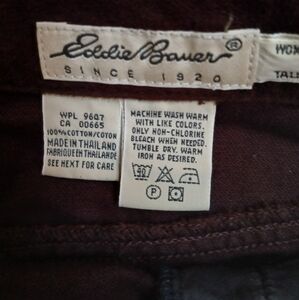 Eddie Bauer®
SINCE 1920
WPL 9607
CA 00665
100% COTTON/COTON
MADE IN THAILAND
FABRIQUE EN THAILANDE
SEE NEXT FOR CARE
MACHINE WASH WARM
WITH LIKE COLORS.
ONLY NON-CHLORINE
BLEACH WHEN NEEDED.
TUMBLE DRY. WARM
IRON AS DESIRED.
P